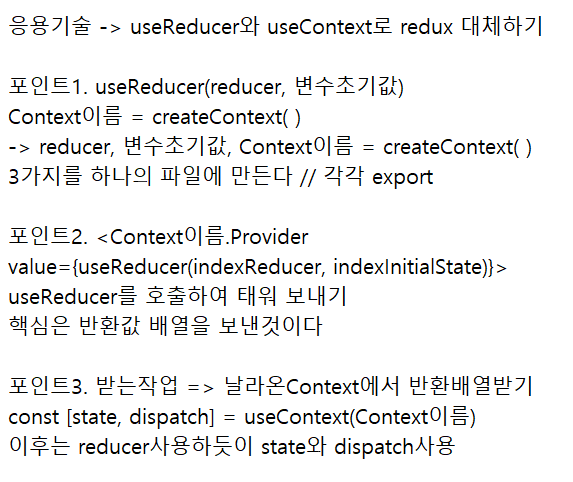 응용기술 -> useReducer와 useContext로 redux 대체하기
포인트1. useReducer(reducer, 변수초기값)
Context이름 = createContext( )
-> reducer, 변수초기값, Context이름 = createContext( )
3가지를 하나의 파일에 만든다 // 각각 export
포인트2. <Context이름.Provider
value={useReducer(indexReducer, indexInitialState)}>
useReducer를 호출하여 태워 보내기
핵심은 반환값 배열을 보낸것이다
포인트3. 받는작업 => 날라온Context에서 반환배열받기
const [state, dispatch] = useContext(Context이름)
이후는 reducer사용하듯이 state와 dispatch사용